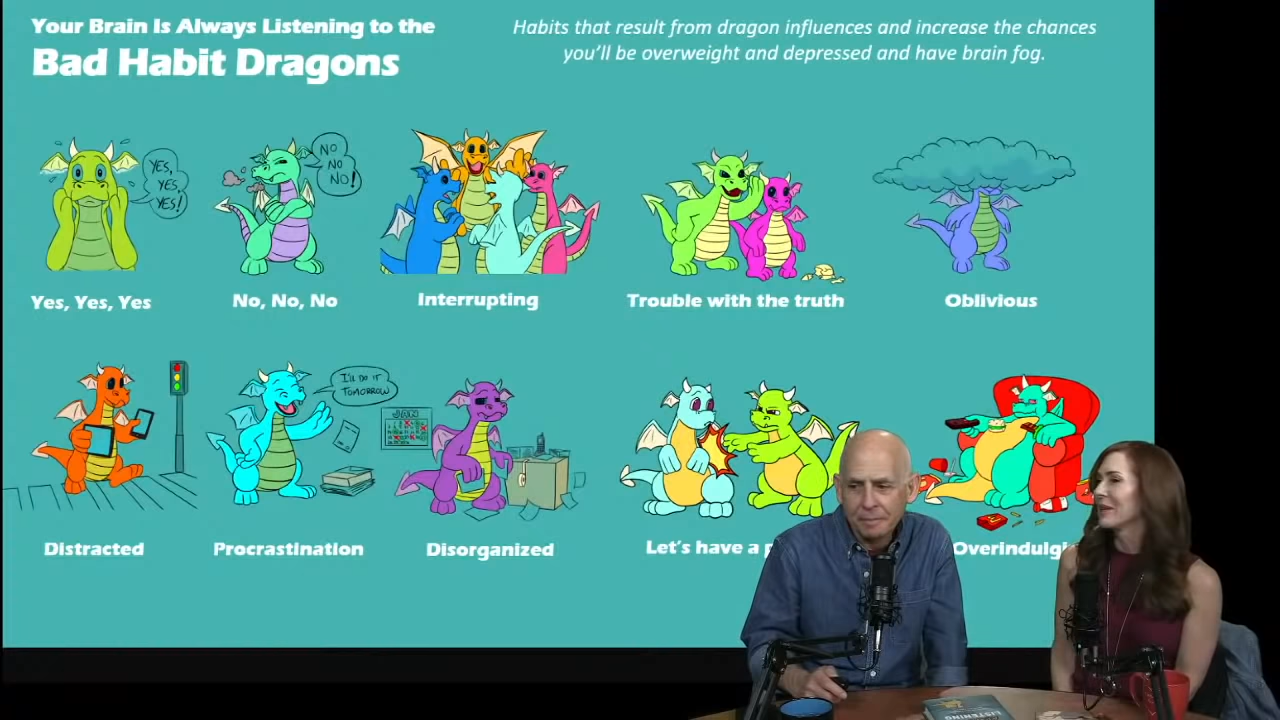 Your Brain Is Always Listening to the
Bad Habit Dragons
Habits that result from dragon influences and increase the chances
you'll be overweight and depressed and have brain fog.
YES,
YES,
YES!
NO
NO
NO!
Yes, Yes, Yes
No, No, No
Interrupting
Trouble with the truth
Oblivious
I'LL DO IT
TOMORROW
JAN
Distracted
Procrastination
Disorganized
Let's have a
Overindulgi
LISTENING